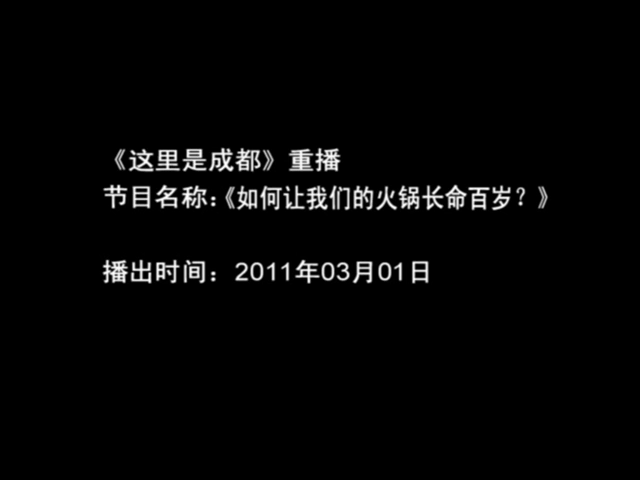 《这里是成都》重播
节目名称：《如何让我们的火锅长命百岁？》
播出时间：2011年03月01日